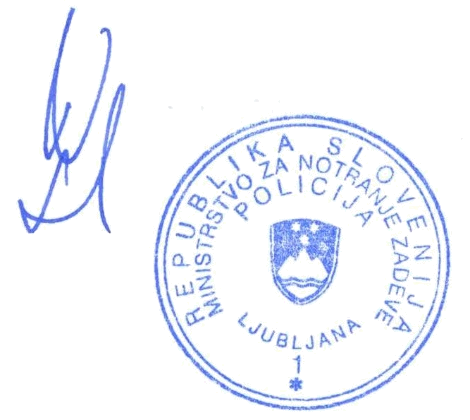 REPUBLIKA SLOVENIJA
MINISTRSTVO ZA NOTRANJE ZADEVE
POLICIJA
LJUBLJANA
1
*